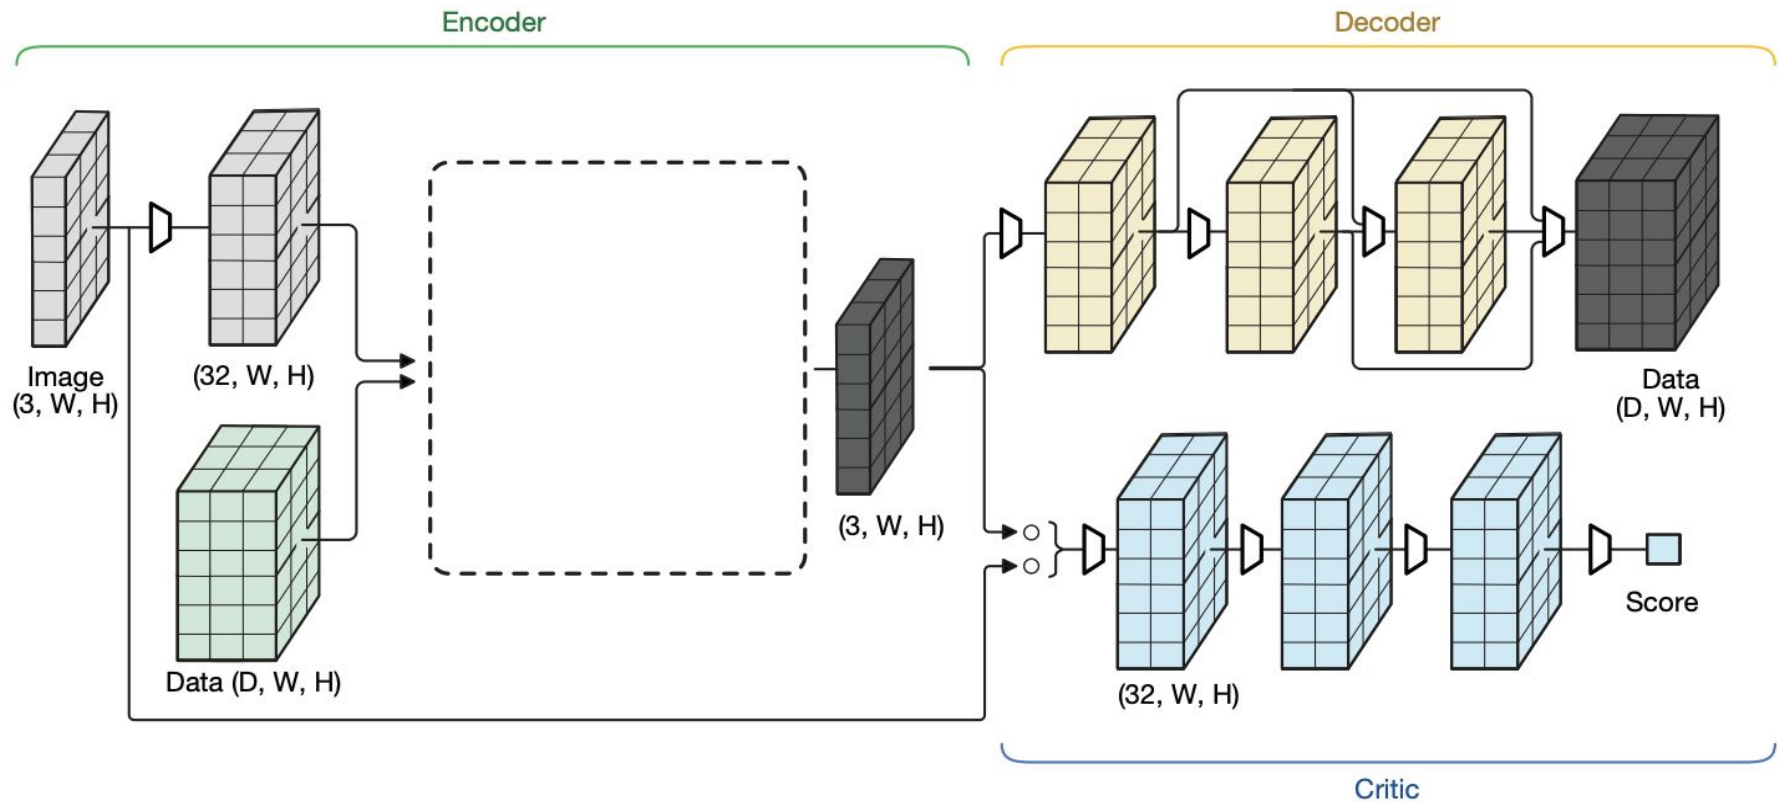 Encoder
Decoder
Image
(3, W, H)
(32, W, H)
Data (D, W, H)
(3, W, H)
Data
(D, W, H)
Score
(32, W, H)
Critic